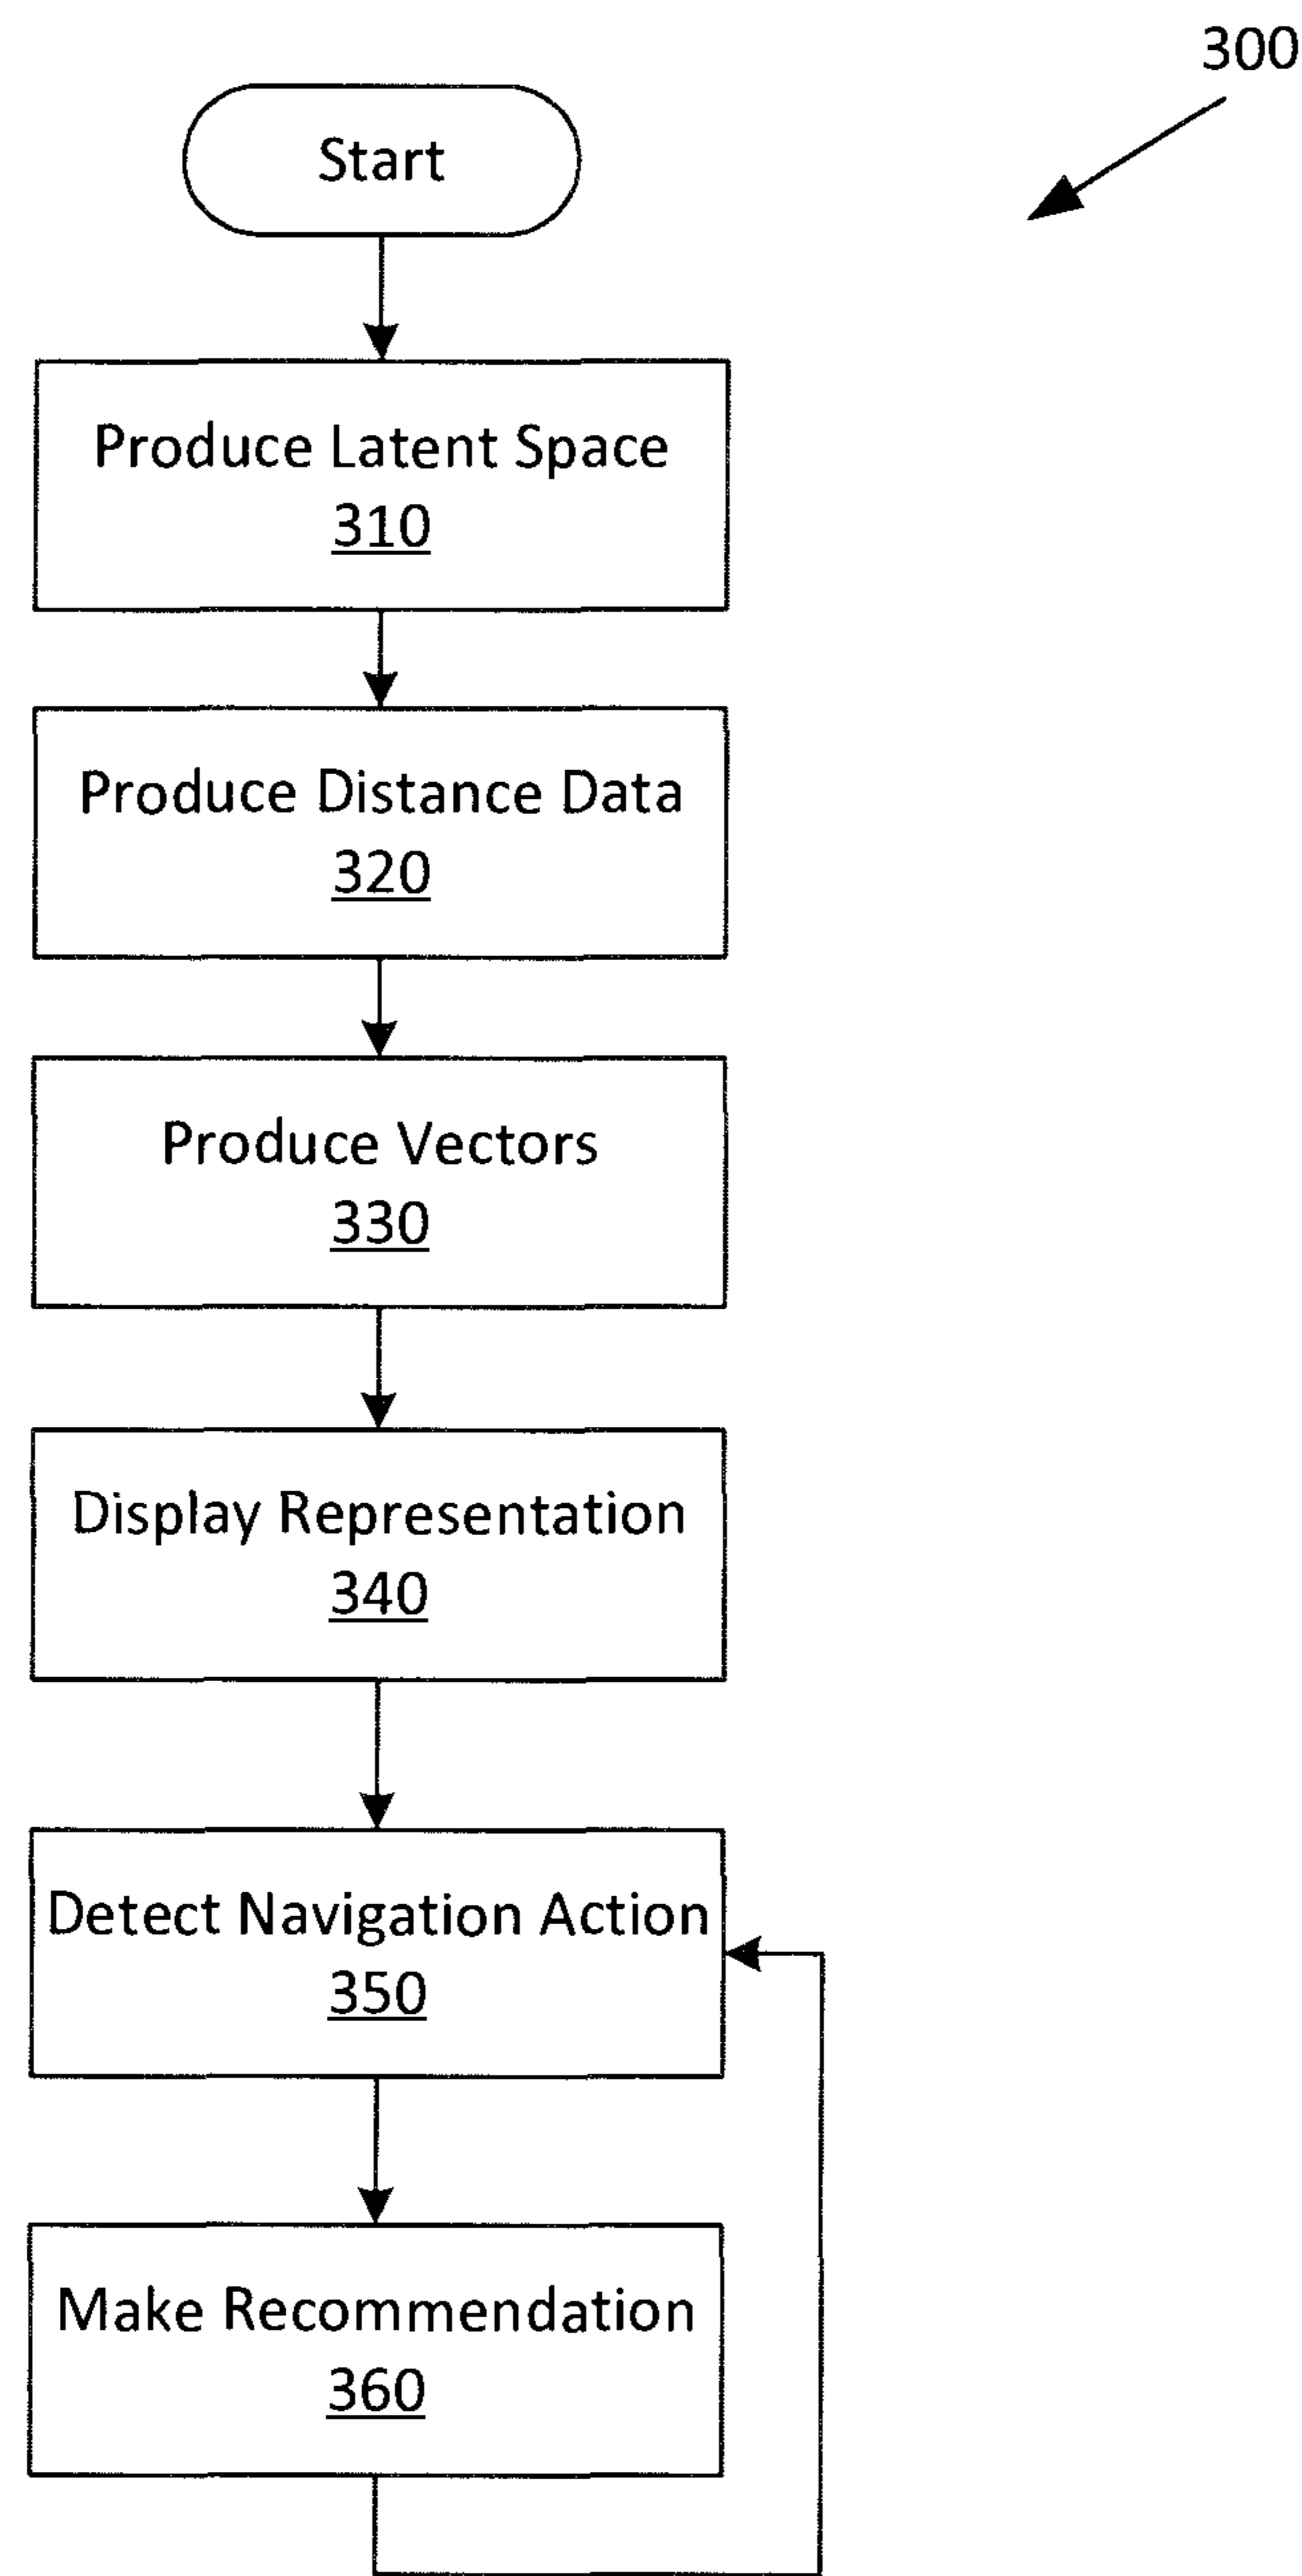 300
Start
Produce Latent Space
310
Produce Distance Data
320
Produce Vectors
330
Display Representation
340
Detect Navigation Action
350
Make Recommendation
360